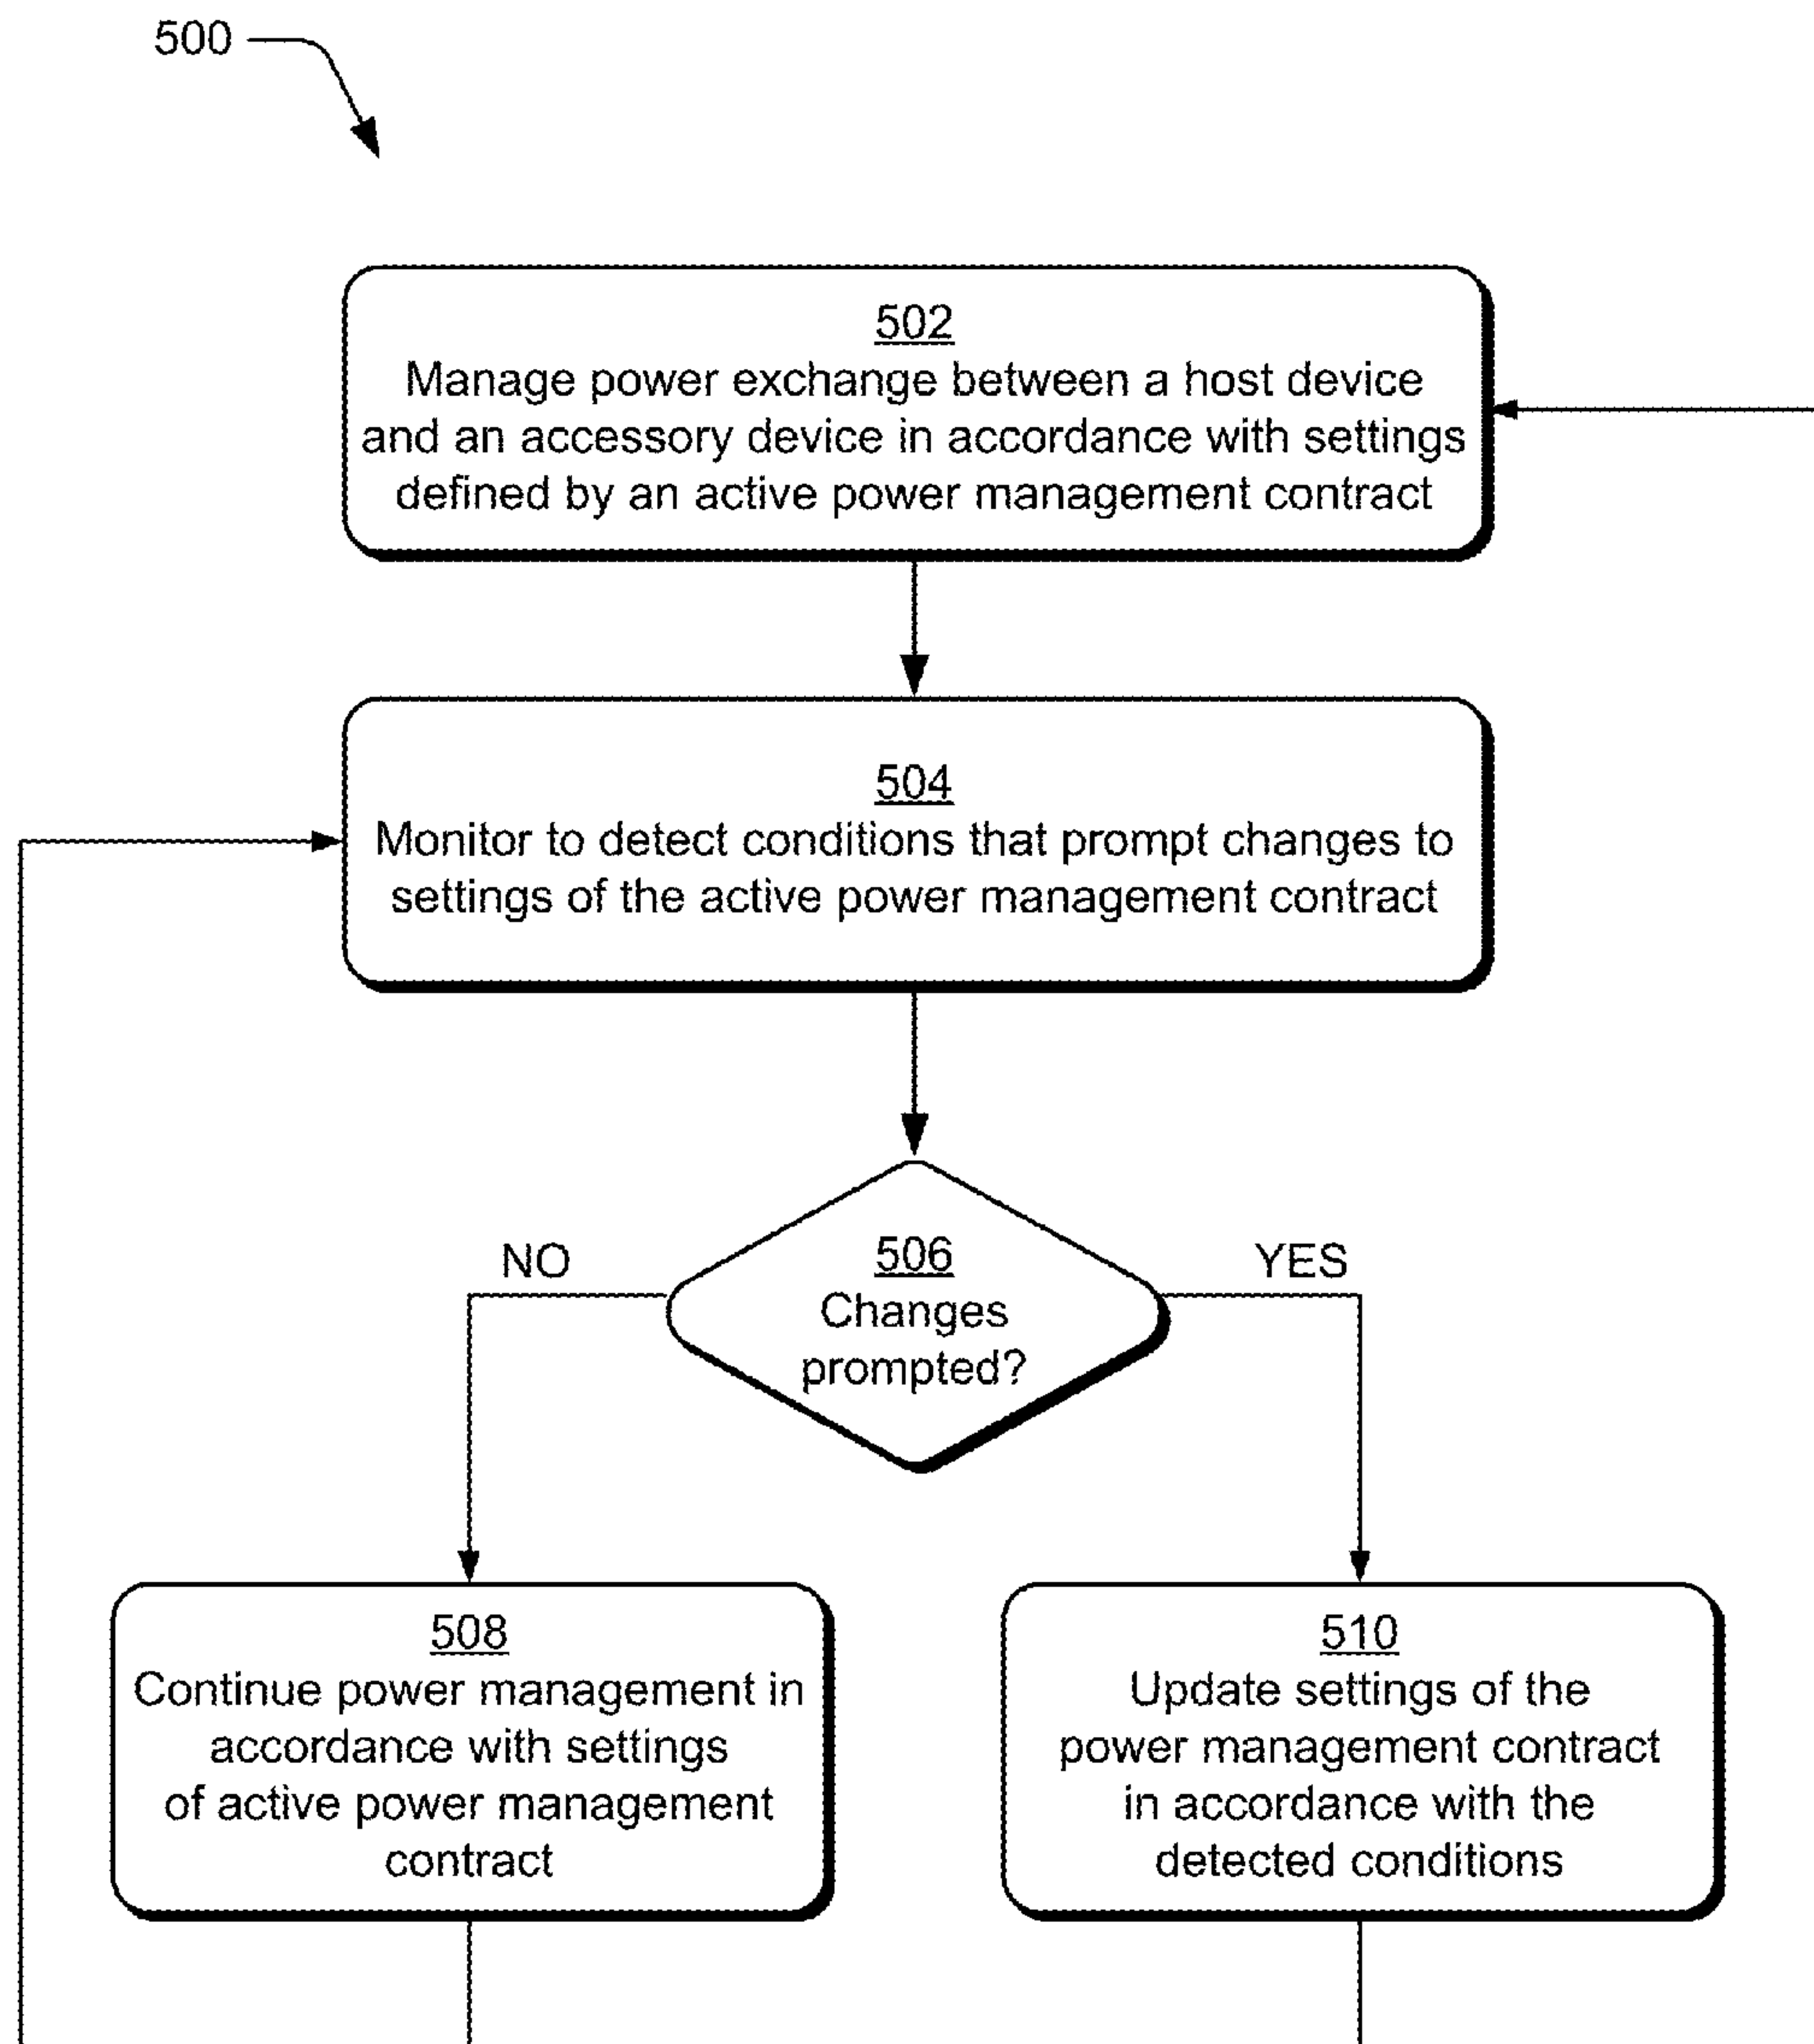 500
502
Manage power exchange between a host device
and an accessory device in accordance with settings
defined by an active power management contract
504
Monitor to detect conditions that prompt changes to
settings of the active power management contract
NO
506
Changes
prompted?
YES
508
Continue power management in
accordance with settings
of active power management
contract
510
Update settings of the
power management contract
in accordance with the
detected conditions